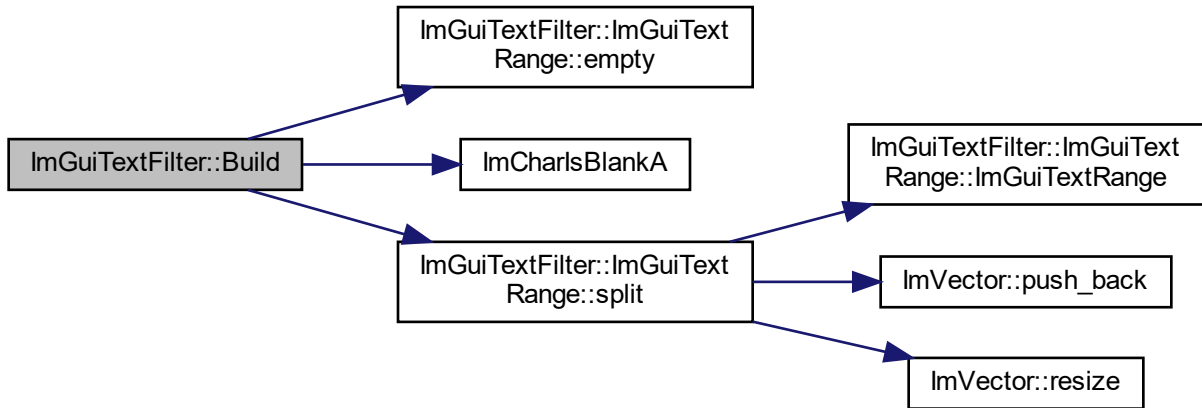 ImGuiTextFilter::Build
ImGuiTextFilter::ImGuiText
Range::empty
ImCharIsBlankA
ImGuiTextFilter::ImGuiText
Range::split
ImGuiTextFilter::ImGuiText
Range::ImGuiTextRange
ImVector::push_back
ImVector::resize